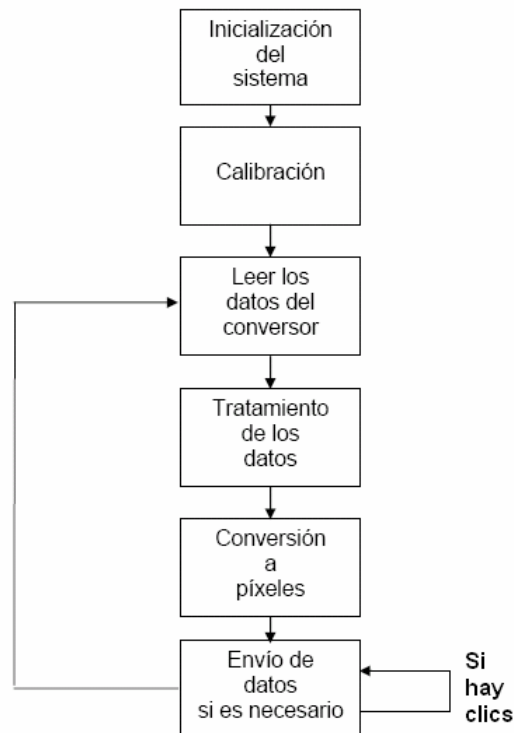 Inicialización
del
sistema
Calibración
Leer los
datos del
conversor
Tratamiento
de los
datos
Conversión
a
píxeles
Envío de
datos
si es necesario
Si
hay
clics